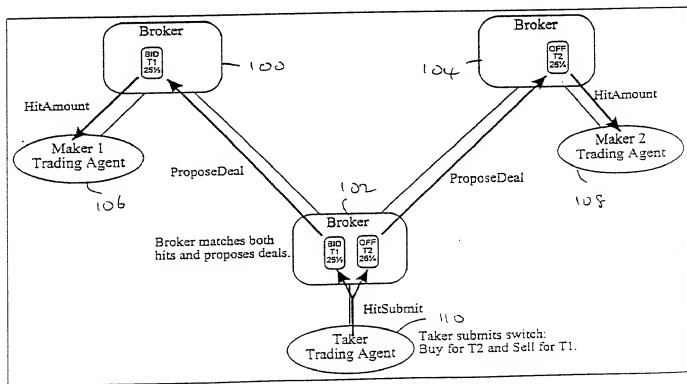 Broker
BID
T1
25½
100
HitAmount
Maker 1
Trading Agent
106
ProposeDeal
Broker
OFF
T2
26¼
104
HitAmount
Maker 2
Trading Agent
108
ProposeDeal
102
Broker
BID
T1
25½
OFF
T2
26¼
Broker matches both
hits and proposes deals.
HitSubmit
110
Taker
Trading Agent
Taker submits switch:
Buy for T2 and Sell for T1.